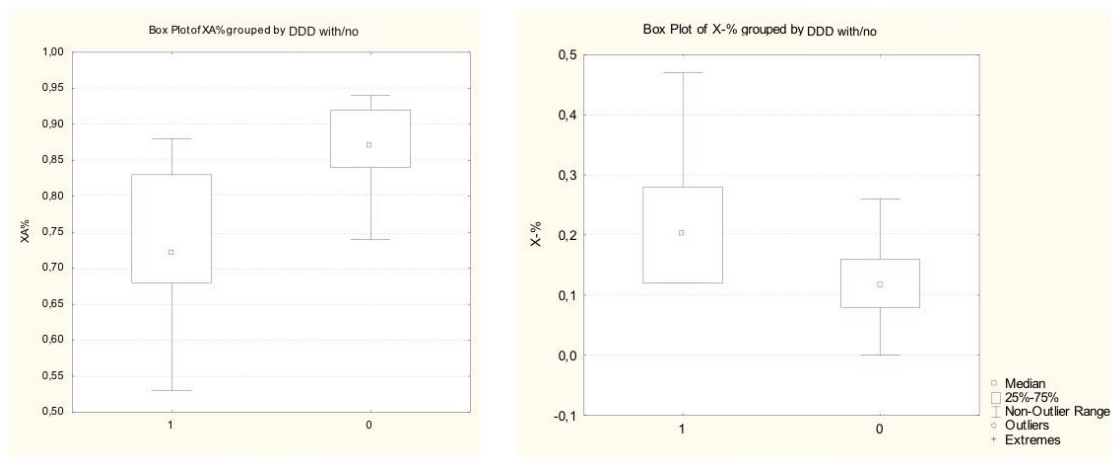 Box Plot of XA% grouped by DDD with/no
1,00
0,95
0,90
0,85
0,80
0,75
0,70
0,65
0,60
0,55
0,50
XA%
1 0
Box Plot of X-% grouped by DDD with/no
0,5
0,4
0,3
0,2
0,1
0,0
-0,1
X-%
1 0
Median
25%-75%
Non-Outlier Range
Outliers
Extremes